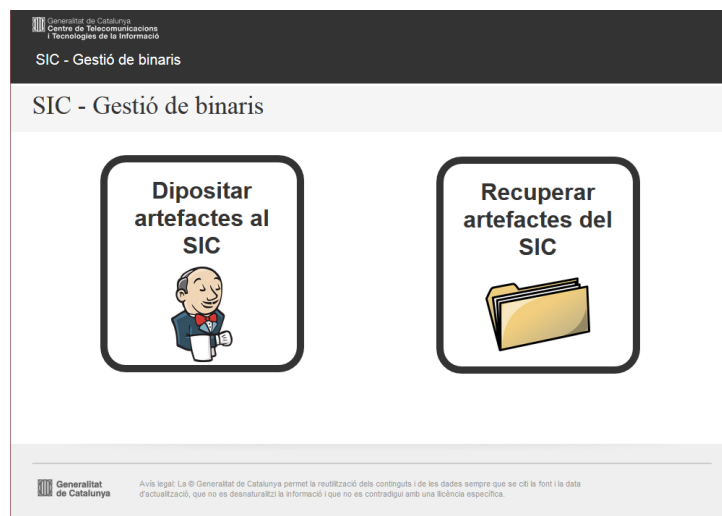 Generalitat de Catalunya
Centre de Telecomunicacions
i Tecnologies de la Informació
SIC - Gestió de binaris
SIC - Gestió de binaris
Dipositar
artefactes al
SIC
Recuperar
artefactes del
SIC
Generalitat
de Catalunya
Avís legal: La © Generalitat de Catalunya permet la reutilització dels continguts i de les dades sempre que se citi la font i la data
d'actualització, que no es desnaturalitzi la informació i que no es contradigui amb una llicència específica.